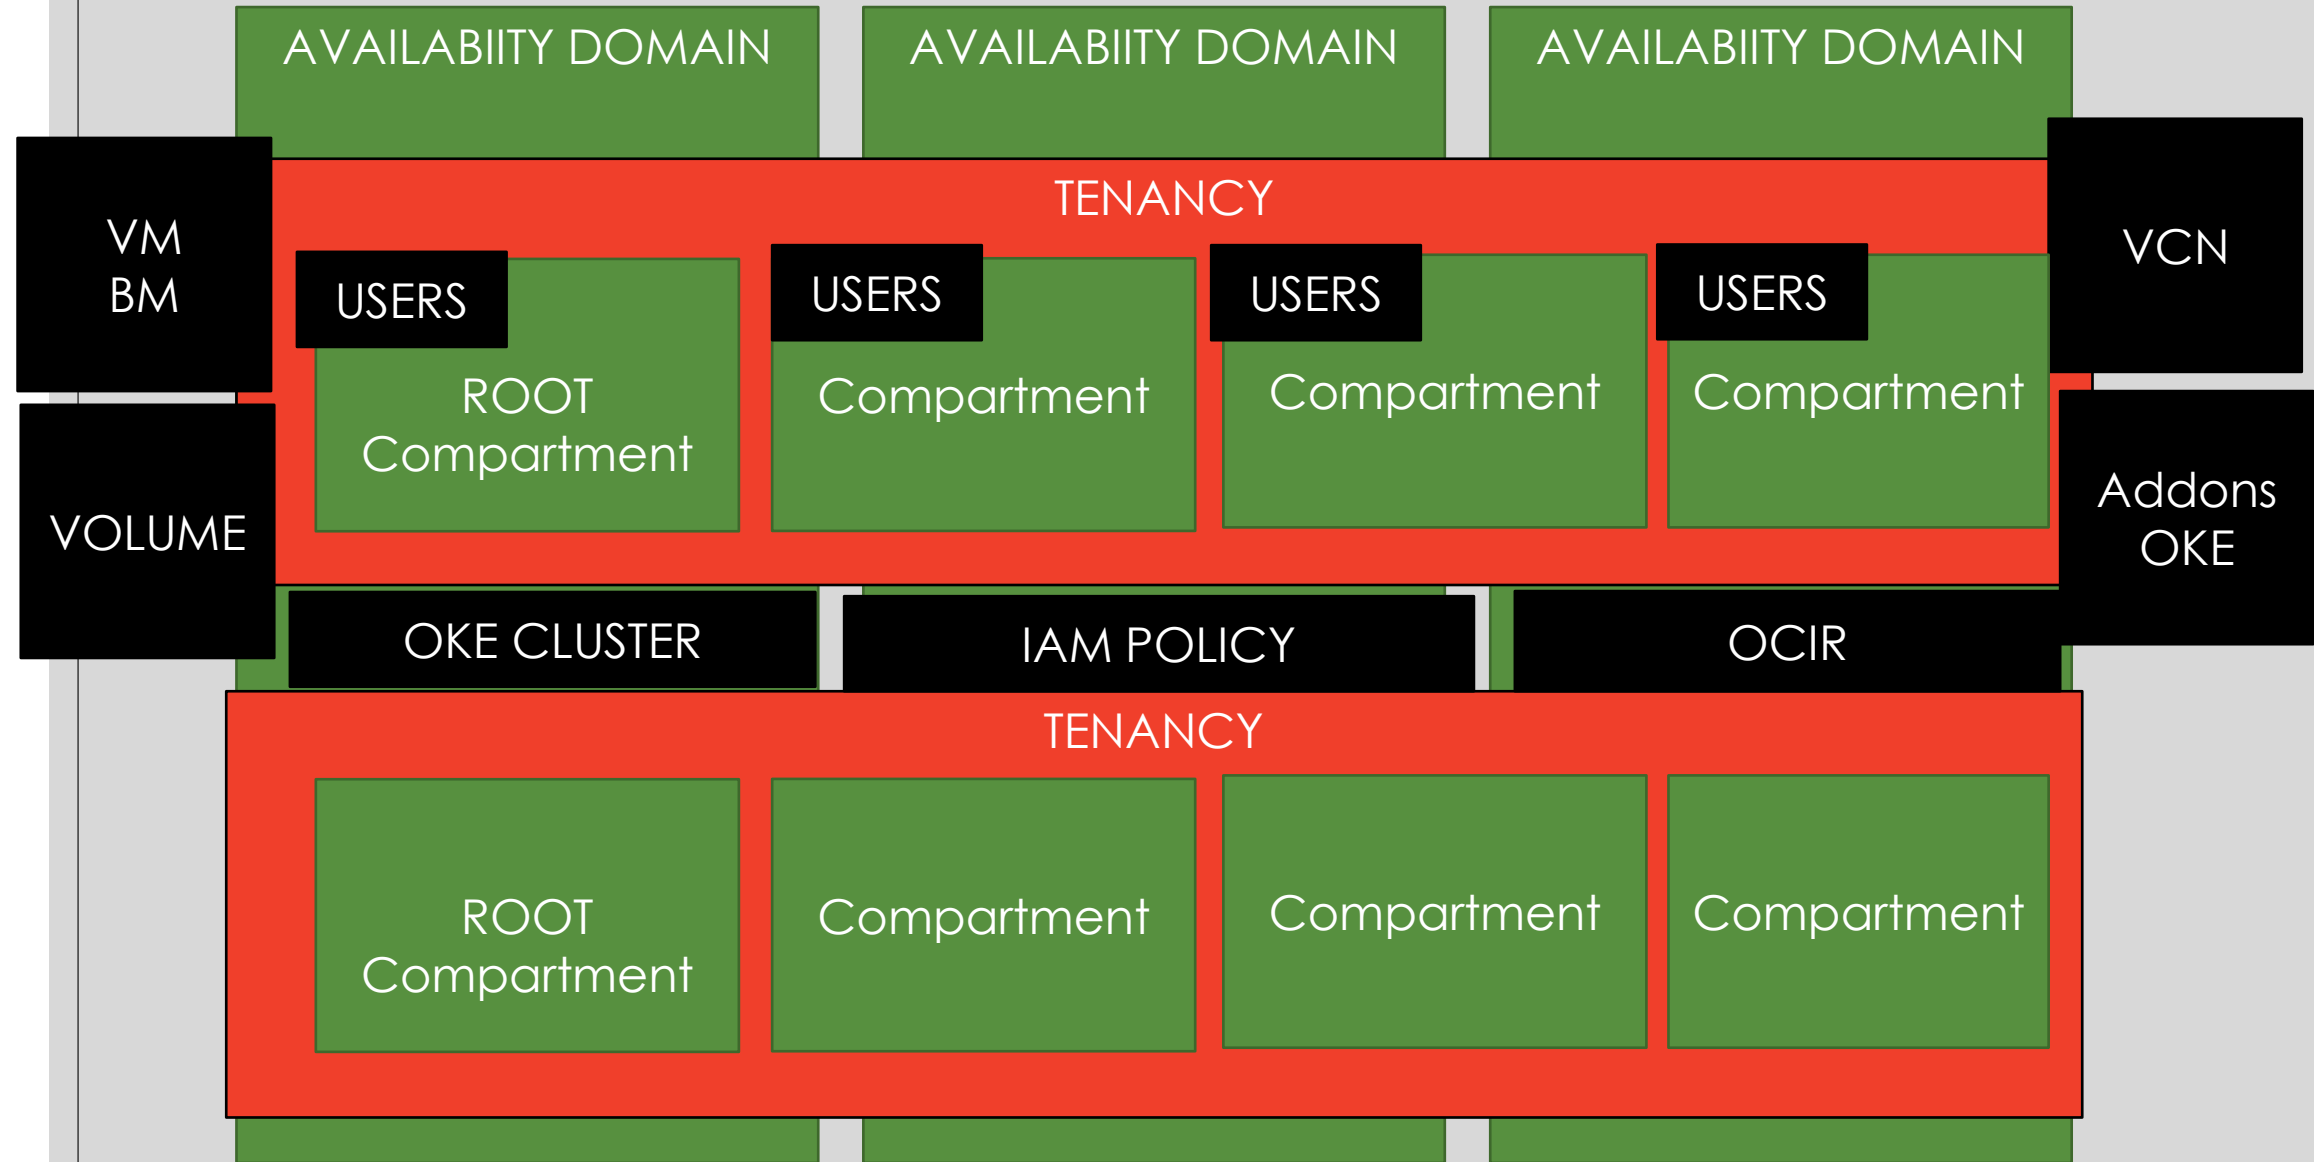 AVAILABIITY DOMAIN
AVAILABIITY DOMAIN
AVAILABIITY DOMAIN
TENANCY
VM
BM
VCN
USERS
USERS
USERS
USERS
ROOT
Compartment
Compartment
Compartment
Compartment
VOLUME
Addons
OKE
OKE CLUSTER
IAM POLICY
OCIR
TENANCY
ROOT
Compartment
Compartment
Compartment
Compartment